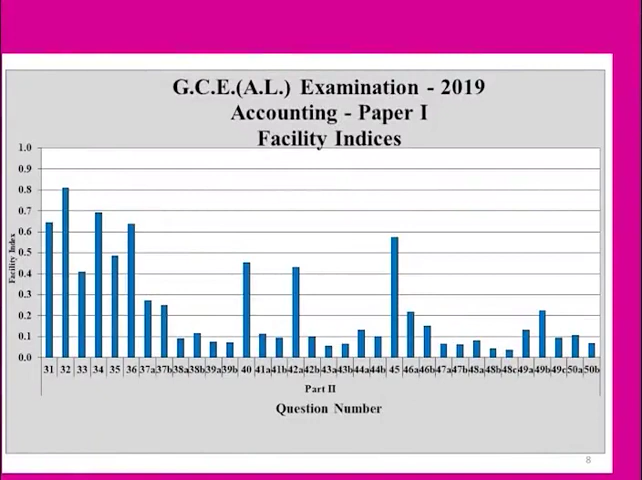 G.C.E.(A.L.) Examination - 2019
Accounting - Paper I
Facility Indices
1.0
0.9
0.8
0.7
0.6
0.5
0.4
0.3
0.2
0.1
0.0
Facility Index
31 32 33 34 35 36 37a 37b 38a 38b 39a 39b 40 41a 41b 42a 42b 43a 43b 44a 44b 45 46a 46b 47a 47b 48a 48b 48c 49a 49b 49c 50a 50b
Part II
Question Number
8